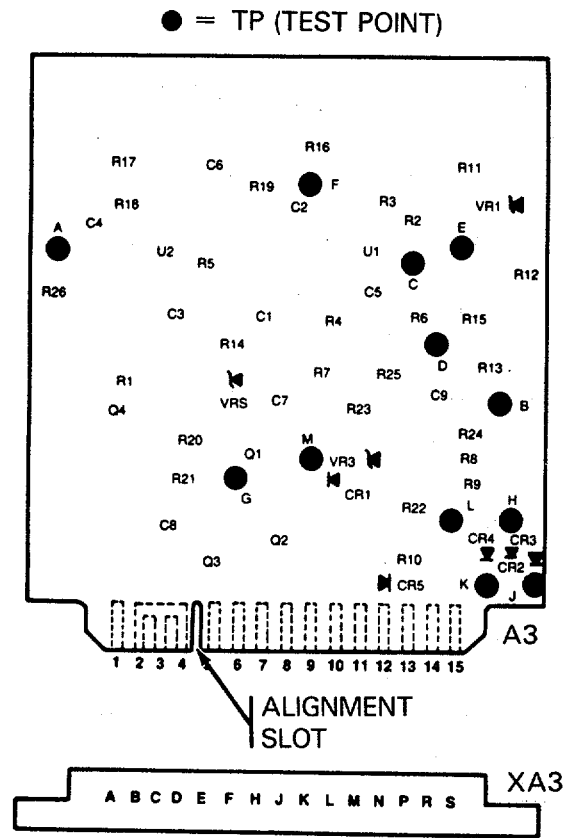 ● = TP (TEST POINT)
R16
R17
C6
R11
R19
F
R18
C2
R3
VR1
C4
R2
A
E
U2
U1
R5
C
R12
R26
C5
C3
C1
R4
R6
R15
R14
D
R13
R1
R7
R25
VRS
C7
C9
B
Q4
R23
R24
R20
M
Q1
VR3
R8
R21
CR1
R9
G
R22
L
H
C8
Q2
CR4
CR3
Q3
R10
CR2
CR5
K
J
A3
1 2 3 4 6 7 8 9 10 11 12 13 14 15
ALIGNMENT
SLOT
XA3
A B C D E F H J K L M N P R S